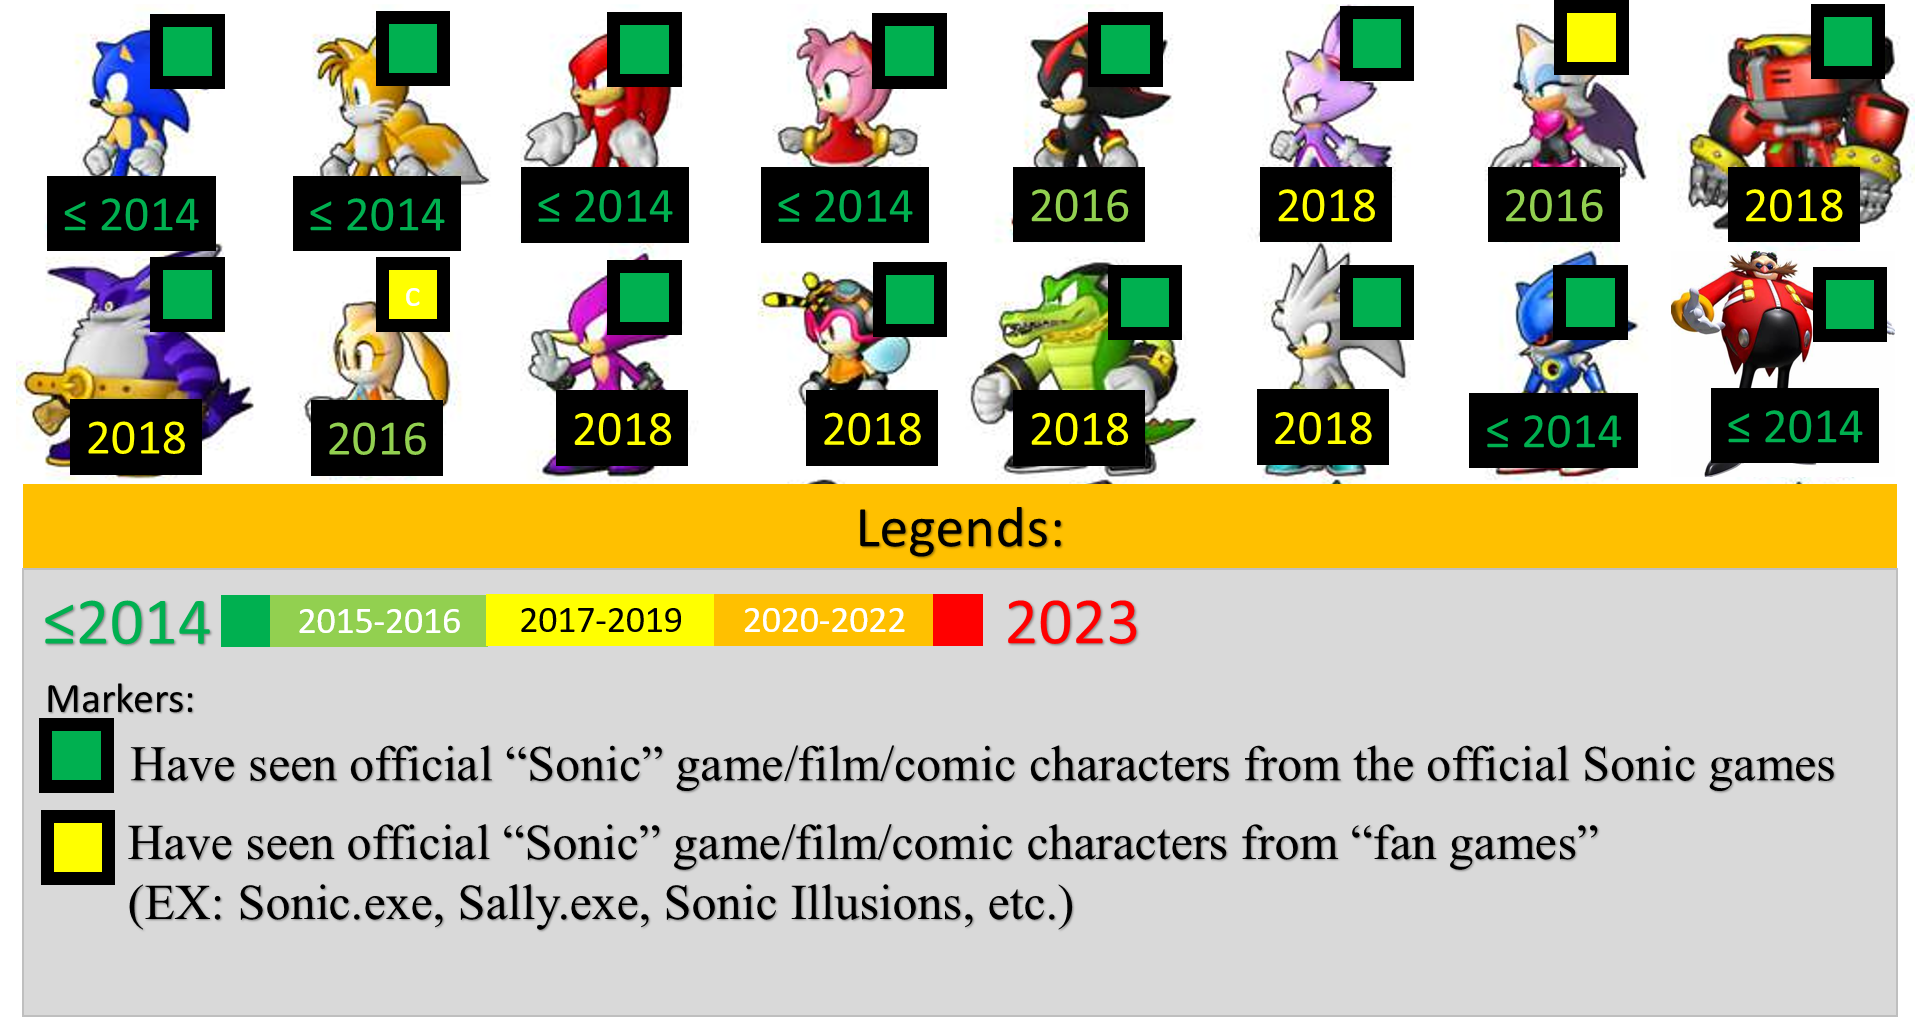 ≤ 2014
≤ 2014
≤ 2014
≤ 2014
2016
2018
2016
2018
c
2018
2016
2018
2018
2018
2018
≤ 2014
≤ 2014
Legends:
≤2014 2015-2016 2017-2019 2020-2022 2023
Markers:
Have seen official “Sonic” game/film/comic characters from the official Sonic games
Have seen official “Sonic” game/film/comic characters from “fan games”
(EX: Sonic.exe, Sally.exe, Sonic Illusions, etc.)